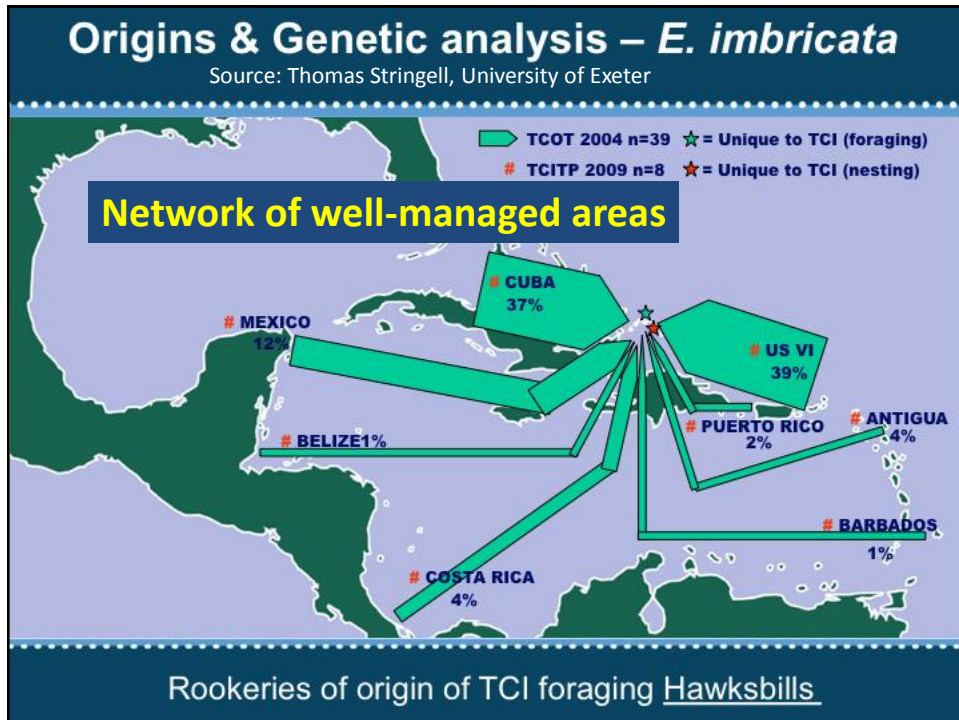 Origins & Genetic analysis – E. imbricata
Source: Thomas Stringell, University of Exeter
TCOT 2004 n=39 = Unique to TCI (foraging)
# TCITP 2009 n=8 = Unique to TCI (nesting)
Network of well-managed areas
# CUBA
37%
# MEXICO
12%
# US VI
39%
# BELIZE1%
# PUERTO RICO
2%
# ANTIGUA
4%
# BARBADOS
1%
# COSTA RICA
4%
Rookeries of origin of TCI foraging Hawksbills